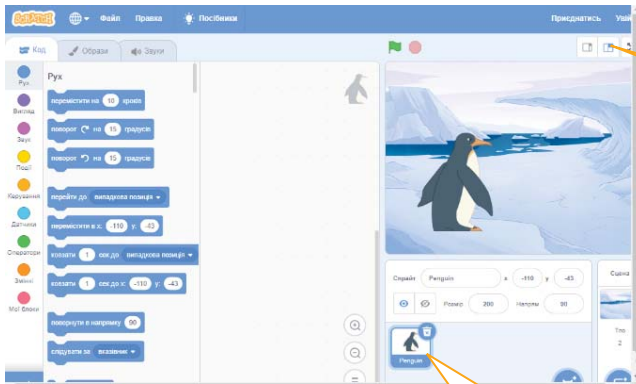 SCRATCH Файл Правка Посібники Приєднатись Увій
Код Образи Звуки
Рух
Вигляд
Звук
Події
Керування
Датчики
Оператори
Змінні
Мої блоки
Рух
перемістити на 10 кроків
поворот на 15 градусів
поворот на 15 градусів
перейти до випадкова позиція
перемістити в x: -110 y: -43
ковзати 1 сек до випадкова позиція
ковзати 1 сек до x: -110 y: -43
повернути в напрямку 90
слідувати за вказівник
Спрайт Penguin x -110 y -43
Розмір 200 Напрям 90
Penguin
Сцена
Тло
2